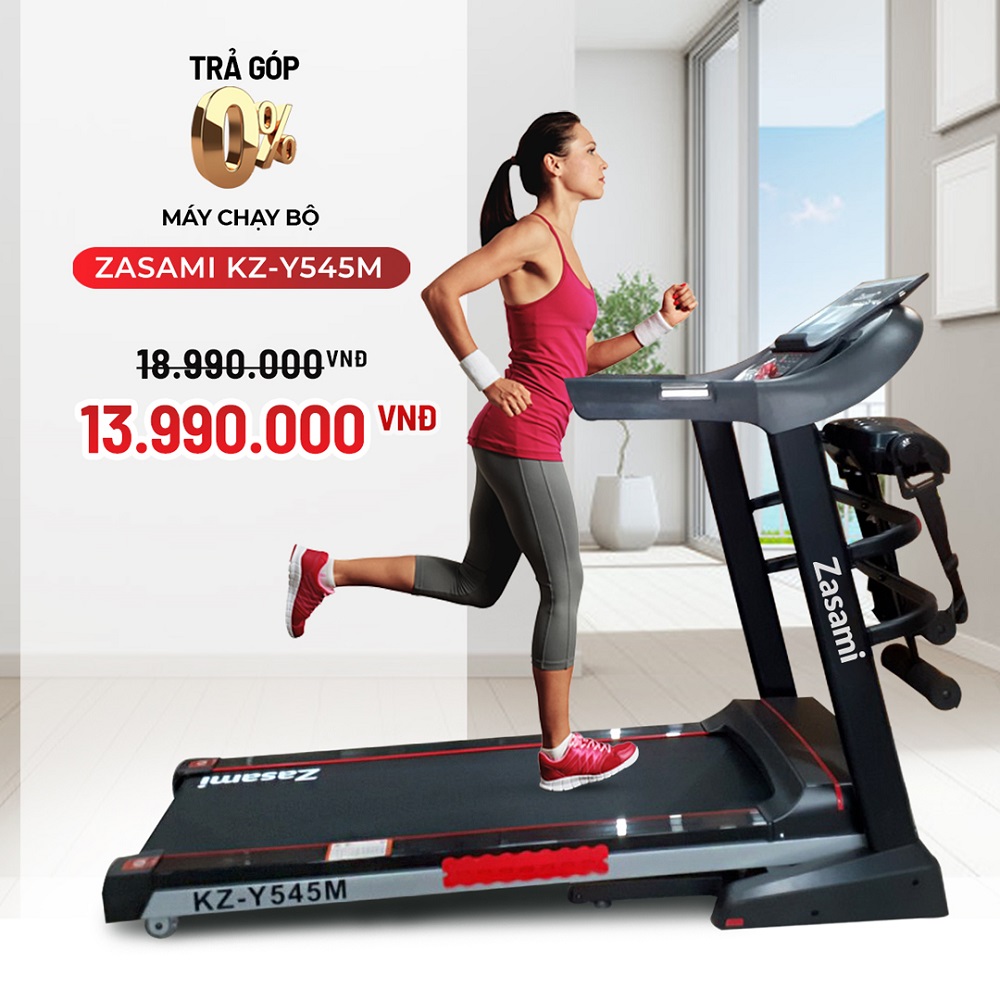 TRẢ GÓP
0%
MÁY CHẠY BỘ
ZASAMI KZ-Y545M
18.990.000 VNĐ
13.990.000 VNĐ
Zasami
Zasami
KZ-Y545M